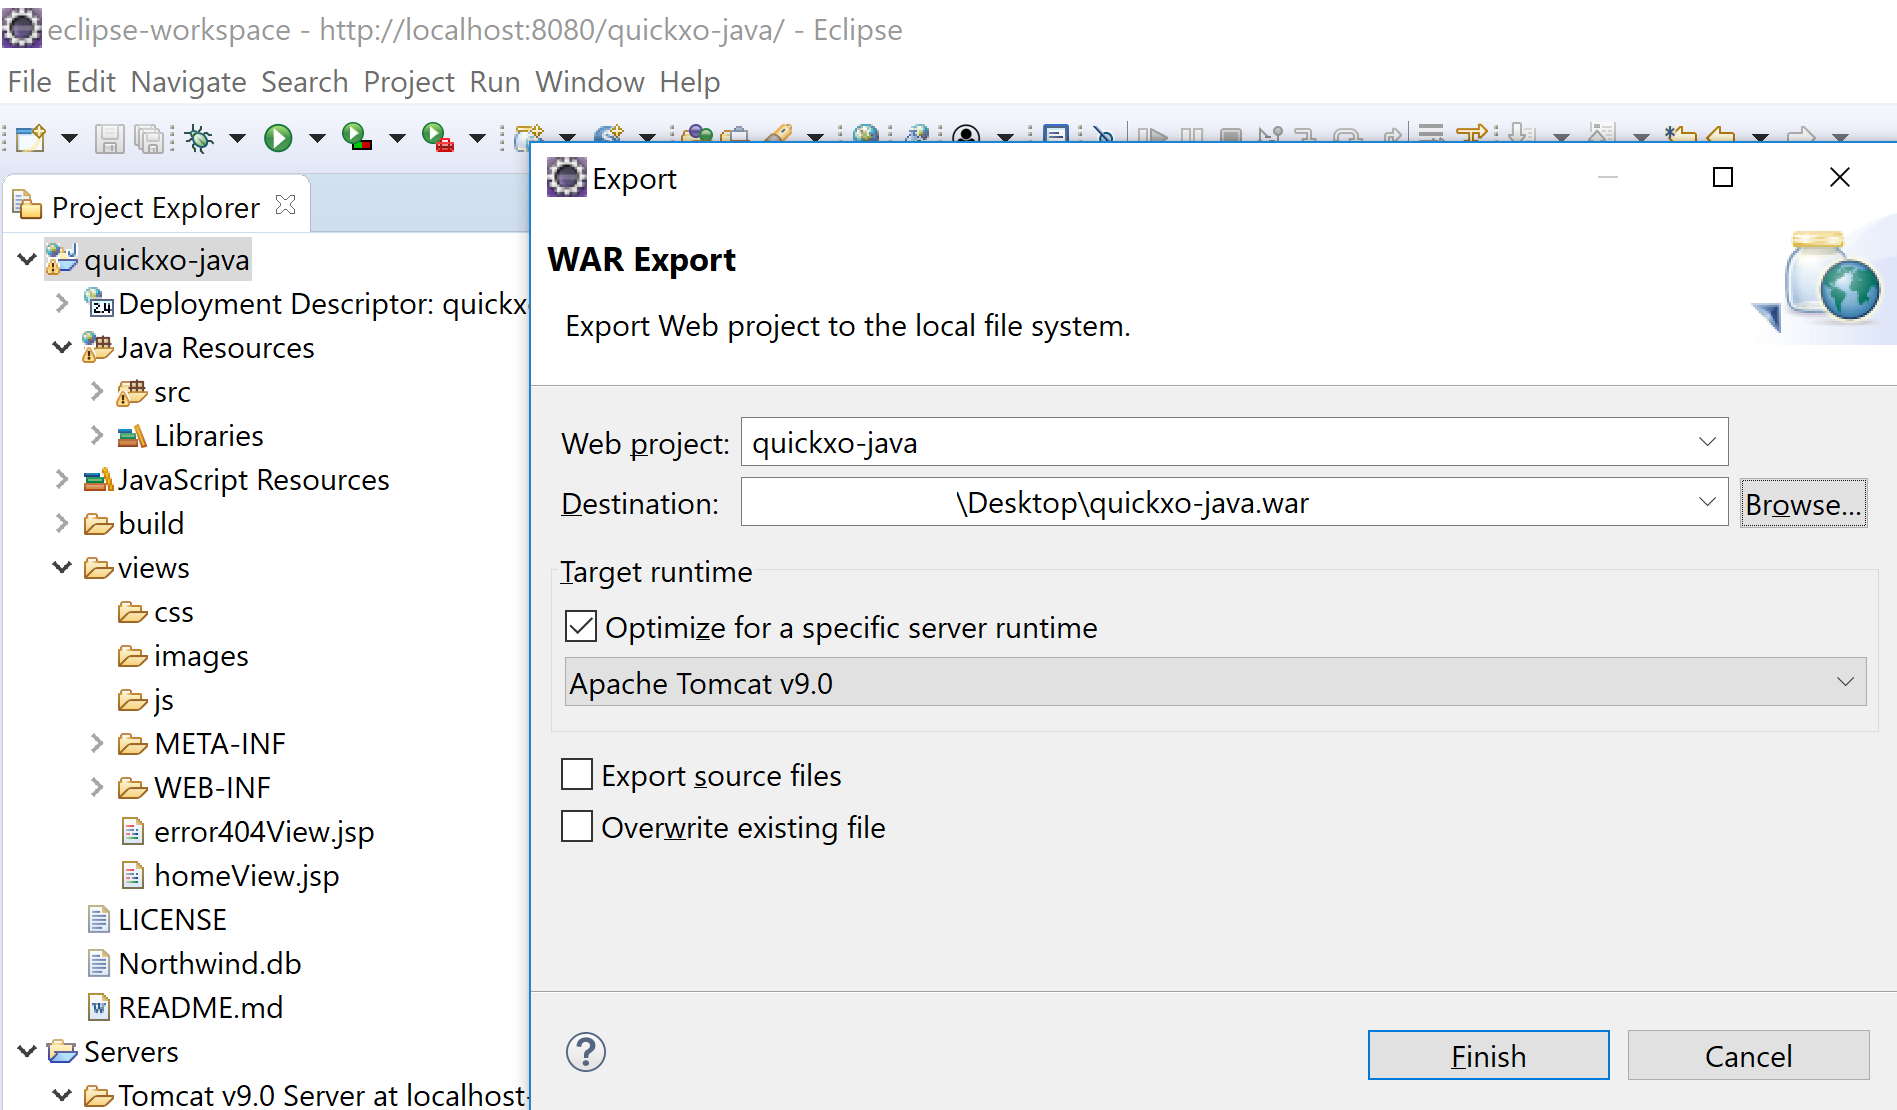 eclipse-workspace - http://localhost:8080/quickxo-java/ - Eclipse
File Edit Navigate Search Project Run Window Help
Project Explorer
quickxo-java
2.4 Deployment Descriptor: quickx
Java Resources
src
Libraries
JavaScript Resources
build
views
css
images
js
META-INF
WEB-INF
error404View.jsp
homeView.jsp
LICENSE
Northwind.db
README.md
Servers
Tomcat v9.0 Server at localhost-
Export
WAR Export
Export Web project to the local file system.
Web project: quickxo-java
Destination: \Desktop\quickxo-java.war Browse...
Target runtime
Optimize for a specific server runtime
Apache Tomcat v9.0
Export source files
Overwrite existing file
? Finish Cancel